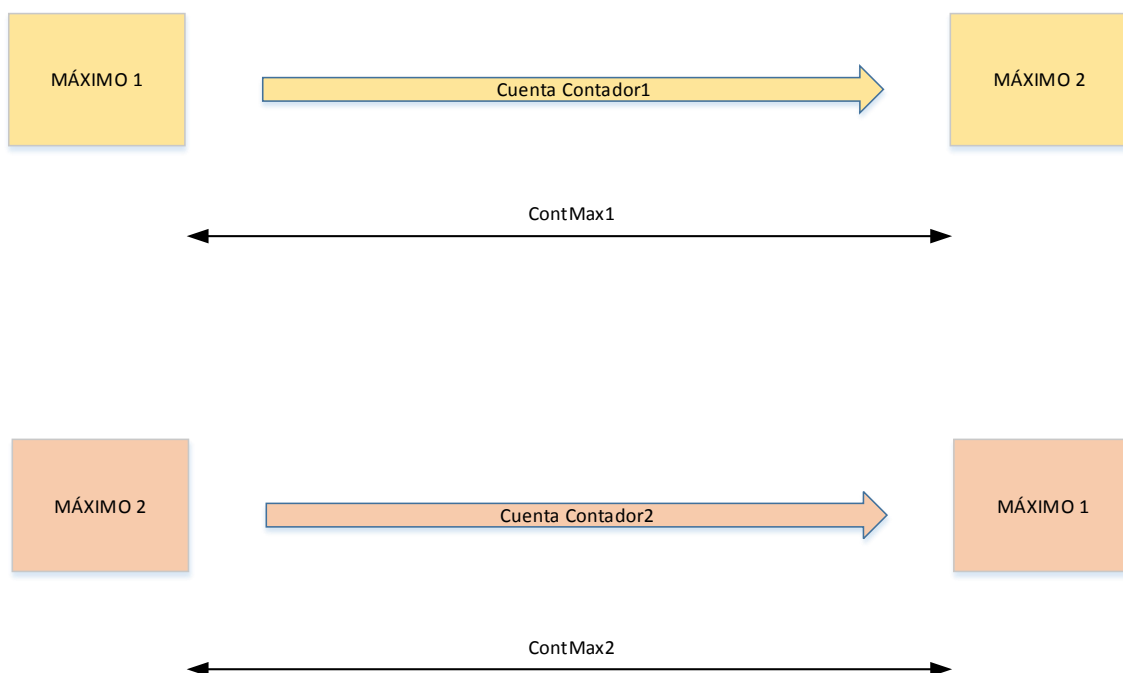 MÁXIMO 1
Cuenta Contador1
MÁXIMO 2
ContMax1
MÁXIMO 2
Cuenta Contador2
MÁXIMO 1
ContMax2